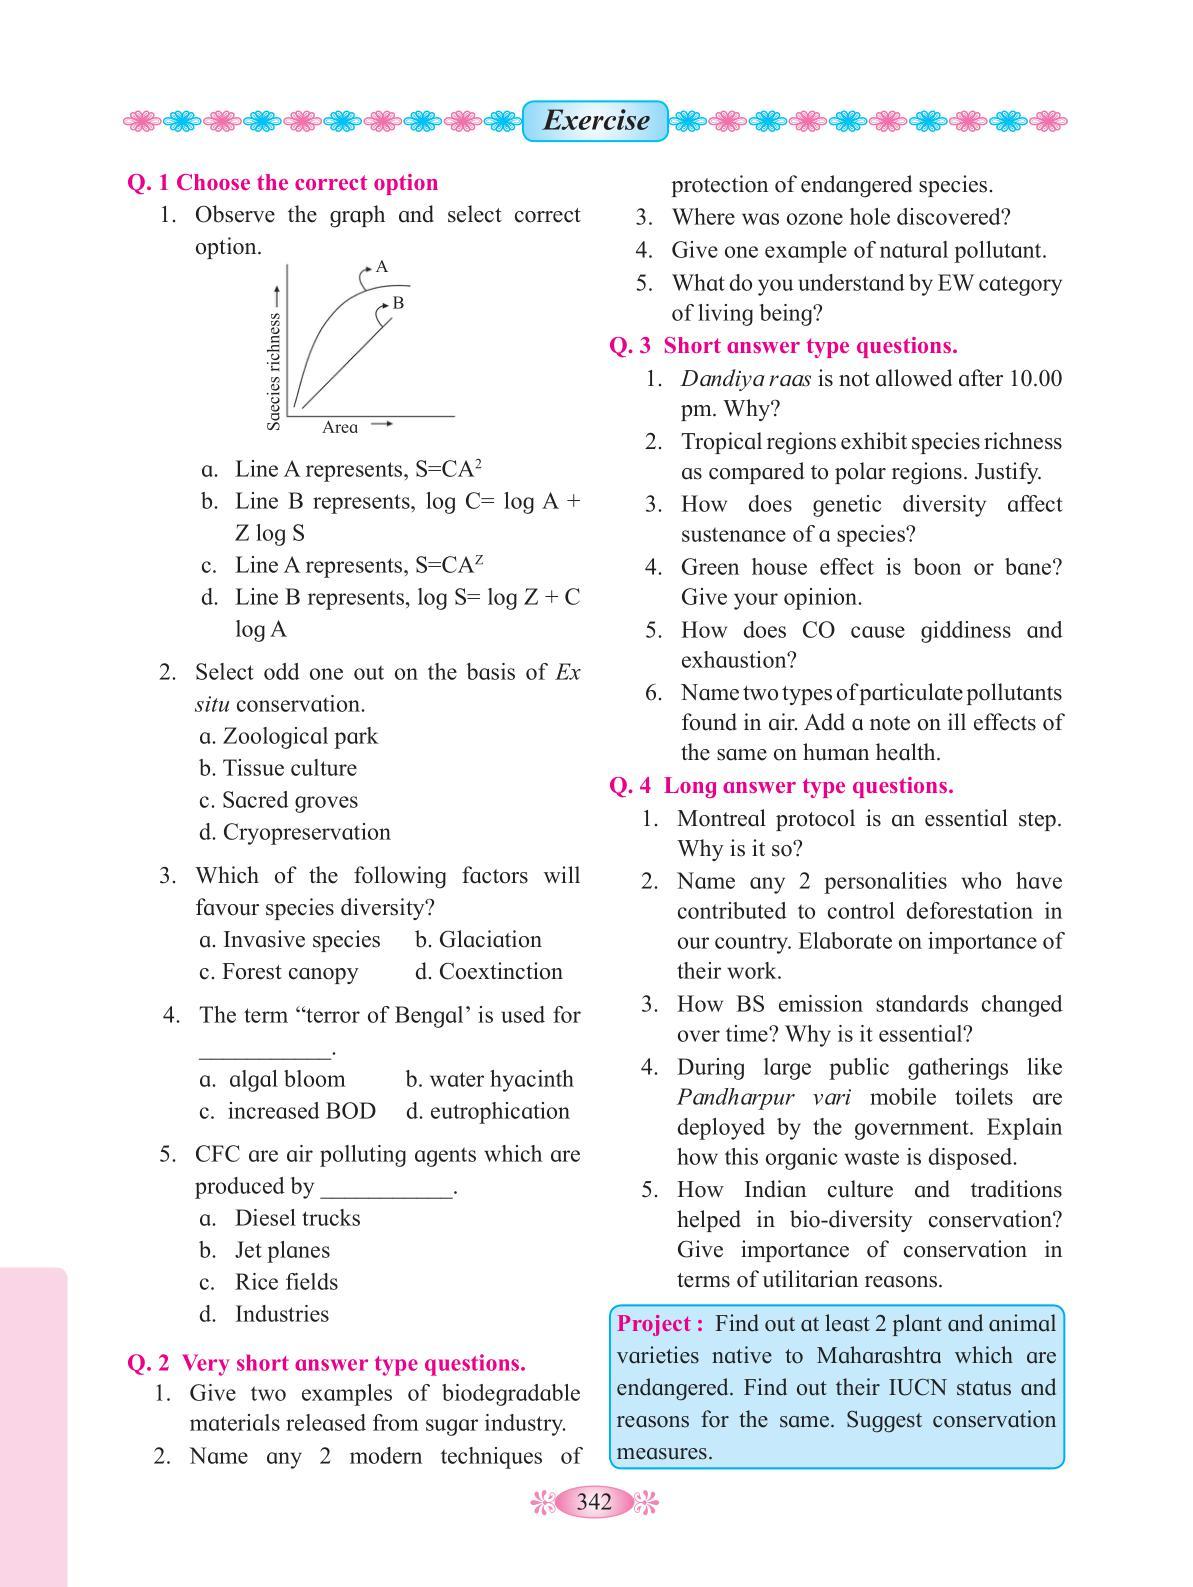 Exercise
Q. 1 Choose the correct option
1. Observe the graph and select correct
option.
A
B
Saecies richness
Area
a. Line A represents, S=CA²
b. Line B represents, log C= log A +
Z log S
c. Line A represents, S=CAᶻ
d. Line B represents, log S= log Z + C
log A
2. Select odd one out on the basis of Ex
situ conservation.
a. Zoological park
b. Tissue culture
c. Sacred groves
d. Cryopreservation
3. Which of the following factors will
favour species diversity?
a. Invasive species b. Glaciation
c. Forest canopy d. Coextinction
4. The term “terror of Bengal’ is used for
___________.
a. algal bloom b. water hyacinth
c. increased BOD d. eutrophication
5. CFC are air polluting agents which are
produced by ___________.
a. Diesel trucks
b. Jet planes
c. Rice fields
d. Industries
Q. 2 Very short answer type questions.
1. Give two examples of biodegradable
materials released from sugar industry.
2. Name any 2 modern techniques of
protection of endangered species.
3. Where was ozone hole discovered?
4. Give one example of natural pollutant.
5. What do you understand by EW category
of living being?
Q. 3 Short answer type questions.
1. Dandiya raas is not allowed after 10.00
pm. Why?
2. Tropical regions exhibit species richness
as compared to polar regions. Justify.
3. How does genetic diversity affect
sustenance of a species?
4. Green house effect is boon or bane?
Give your opinion.
5. How does CO cause giddiness and
exhaustion?
6. Name two types of particulate pollutants
found in air. Add a note on ill effects of
the same on human health.
Q. 4 Long answer type questions.
1. Montreal protocol is an essential step.
Why is it so?
2. Name any 2 personalities who have
contributed to control deforestation in
our country. Elaborate on importance of
their work.
3. How BS emission standards changed
over time? Why is it essential?
4. During large public gatherings like
Pandharpur vari mobile toilets are
deployed by the government. Explain
how this organic waste is disposed.
5. How Indian culture and traditions
helped in bio-diversity conservation?
Give importance of conservation in
terms of utilitarian reasons.
Project : Find out at least 2 plant and animal
varieties native to Maharashtra which are
endangered. Find out their IUCN status and
reasons for the same. Suggest conservation
measures.
342